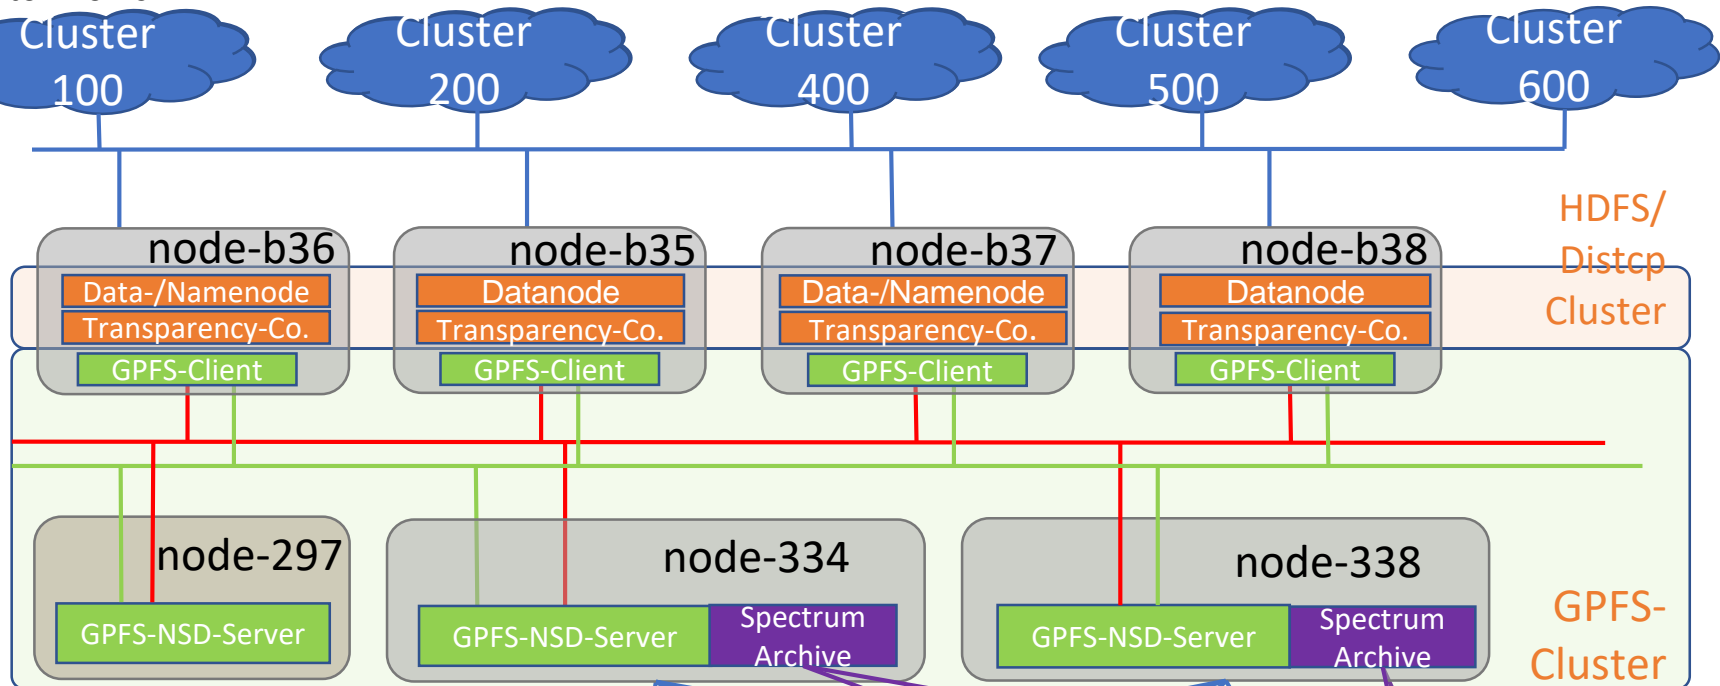 Cluster
100
Cluster
200
Cluster
400
Cluster
500
Cluster
600
HDFS/
Distcp
Cluster
node-b36
Data-/Namenode
Transparency-Co.
GPFS-Client
node-b35
Datanode
Transparency-Co.
GPFS-Client
node-b37
Data-/Namenode
Transparency-Co.
GPFS-Client
node-b38
Datanode
Transparency-Co.
GPFS-Client
node-297
GPFS-NSD-Server
node-334
GPFS-NSD-Server
Spectrum
Archive
node-338
GPFS-NSD-Server
Spectrum
Archive
GPFS-
Cluster